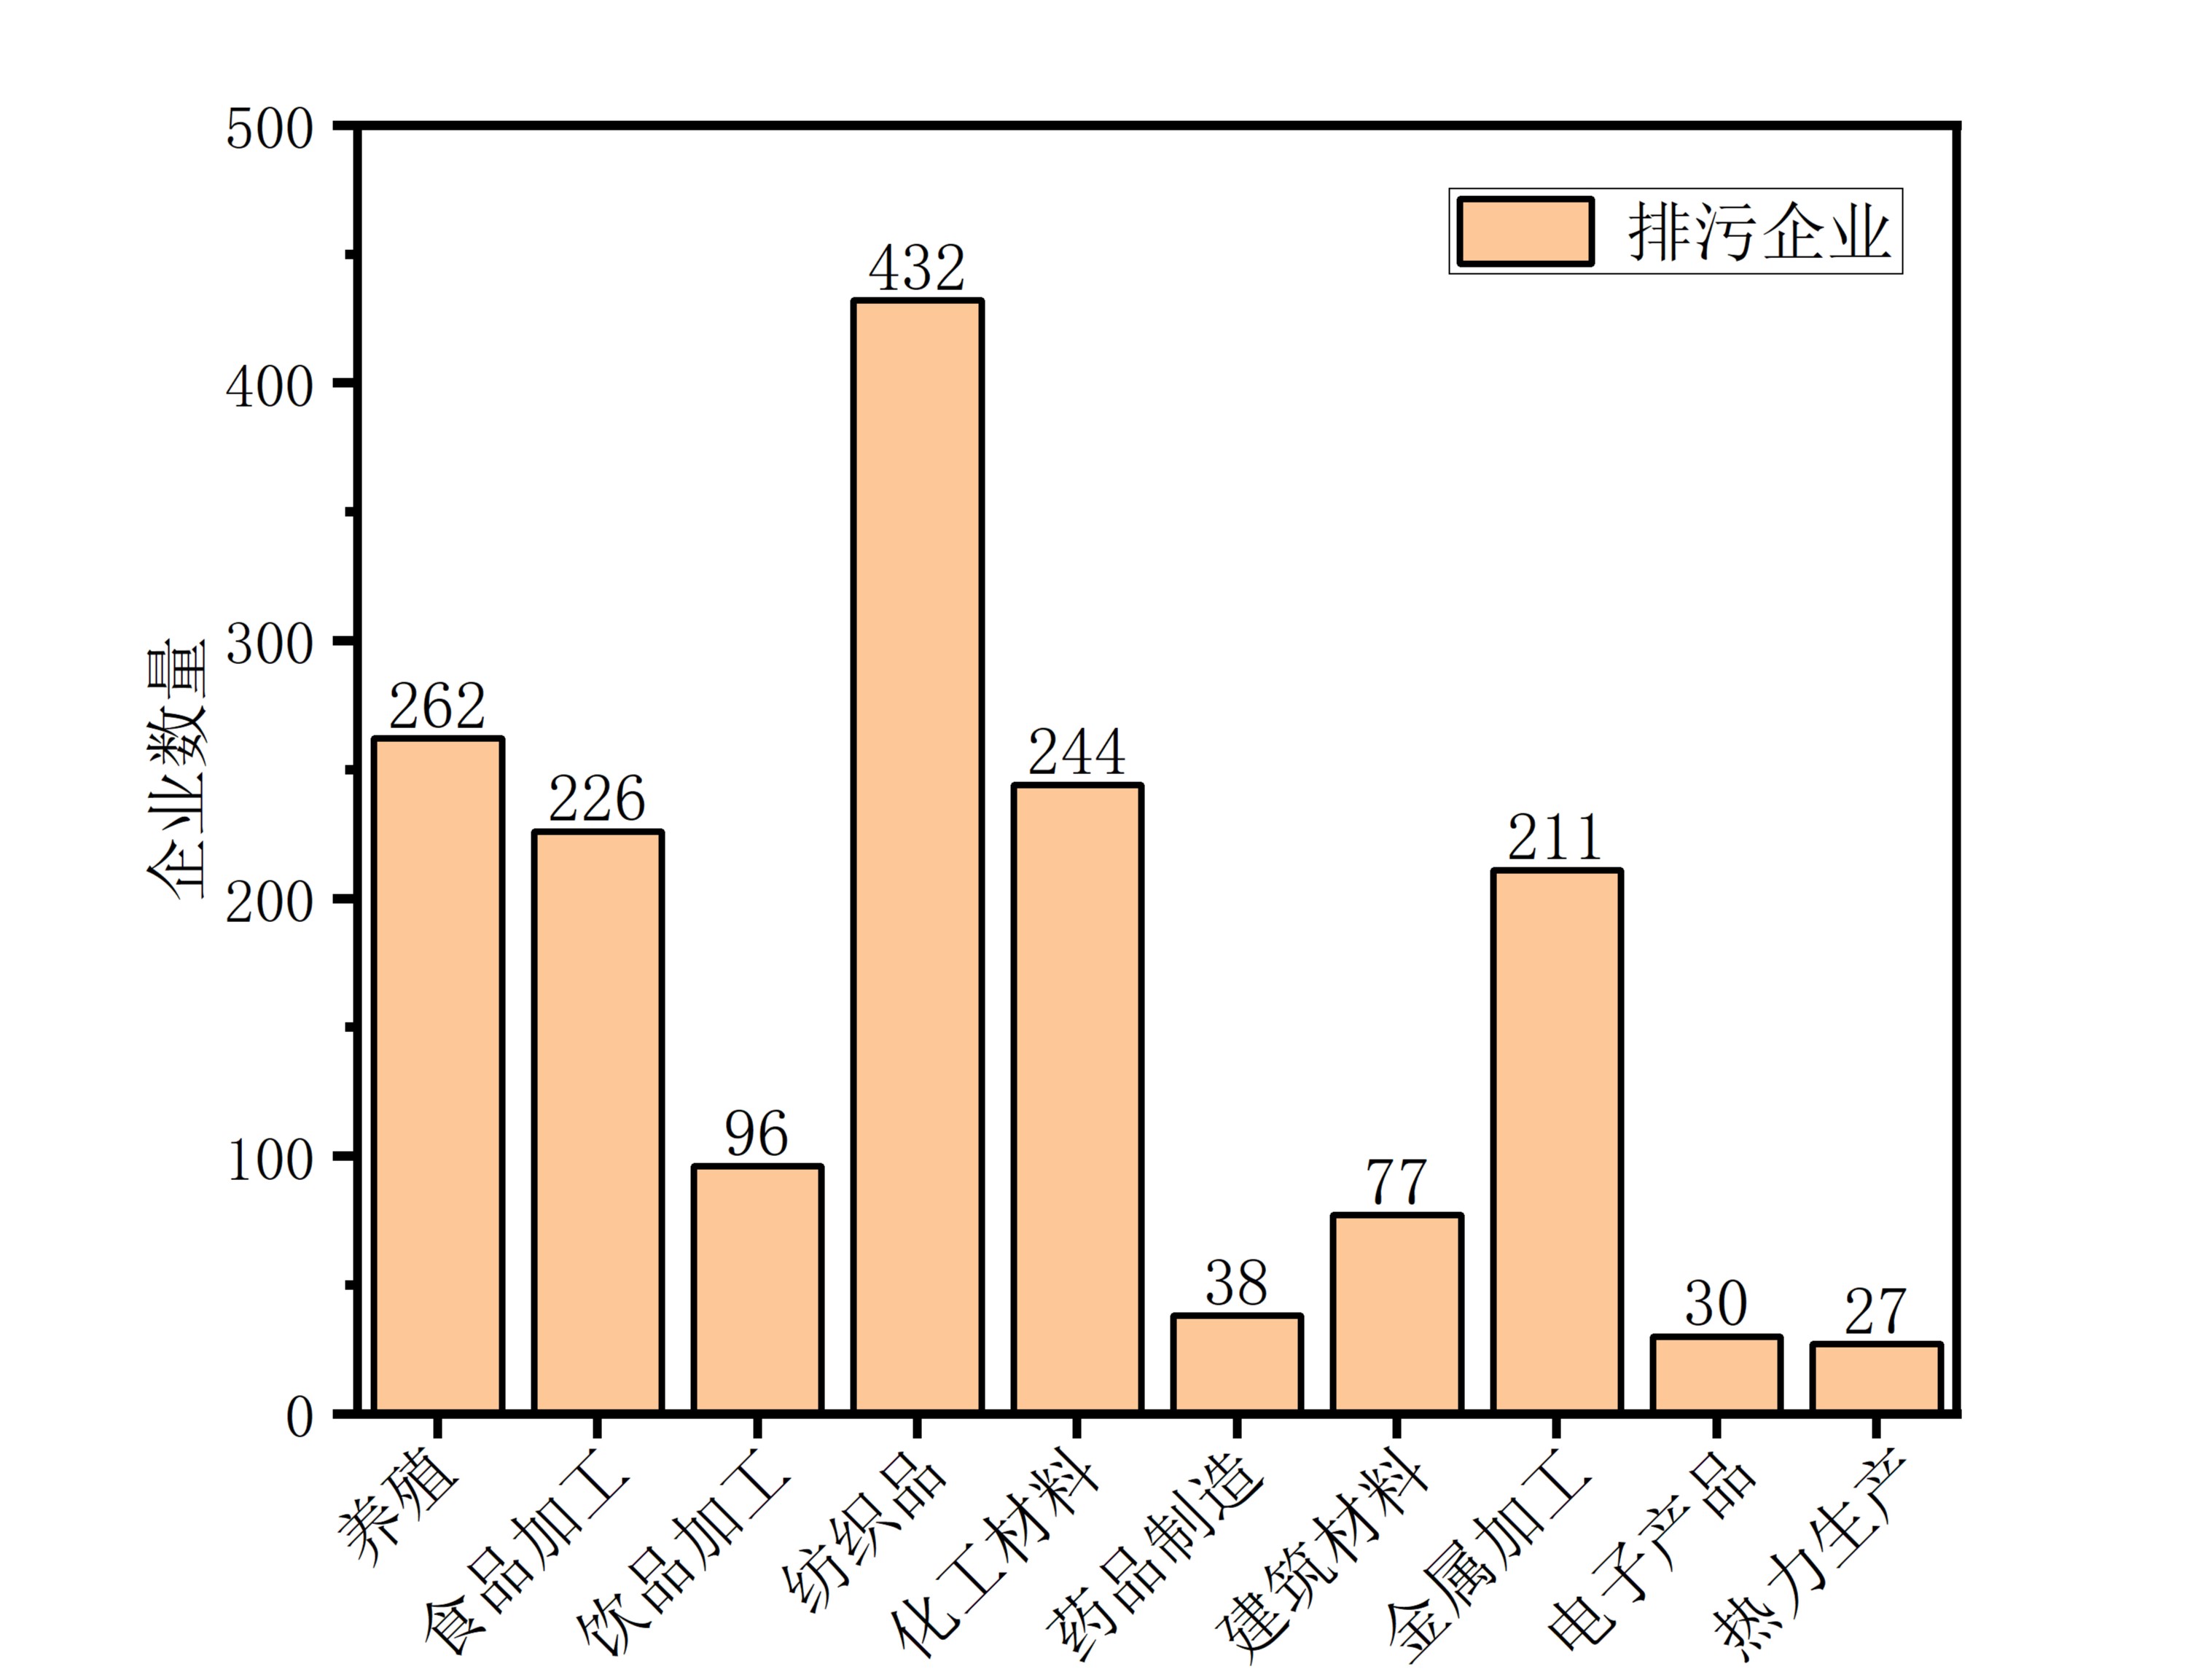 企业数量
500
400
300
200
100
0
排污企业
262
226
96
432
244
38
77
211
30
27
养殖
食品加工
饮品加工
纺织品
化工材料
药品制造
建筑材料
金属加工
电子产品
热力生产